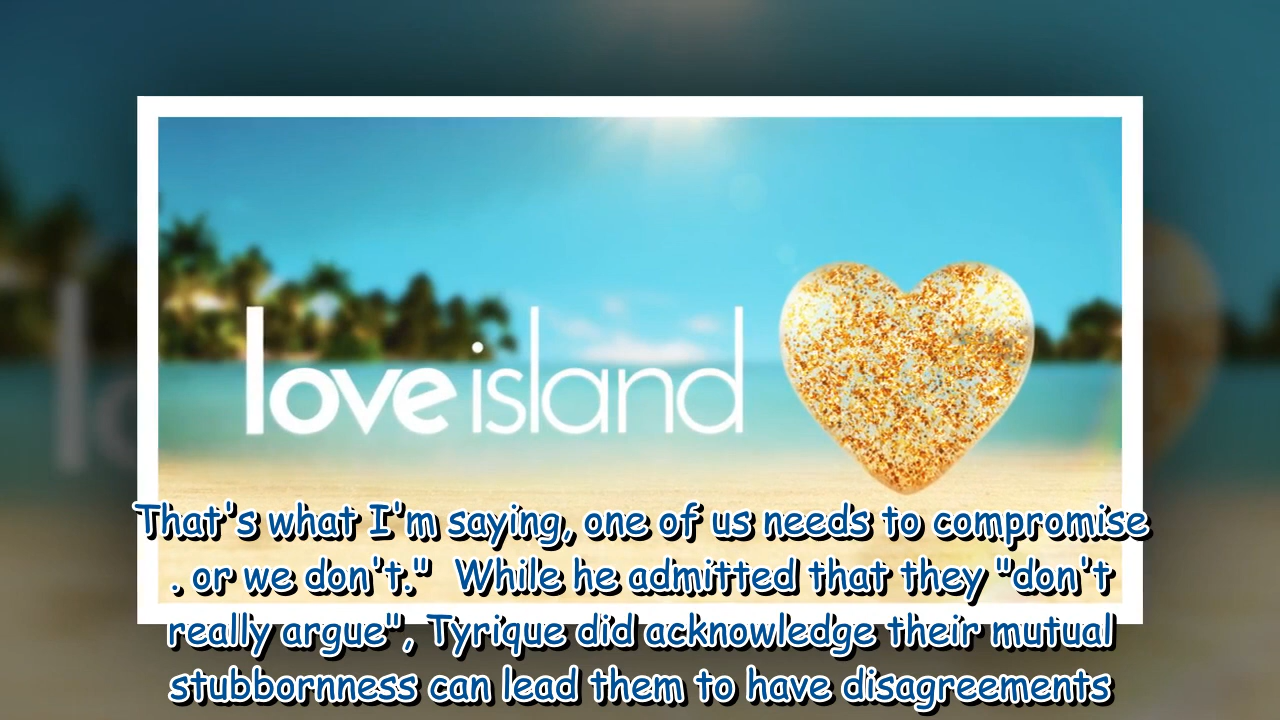 love island
That's what I'm saying, one of us needs to compromise
. or we don't."  While he admitted that they "don't
really argue", Tyrique did acknowledge their mutual
stubbornness can lead them to have disagreements